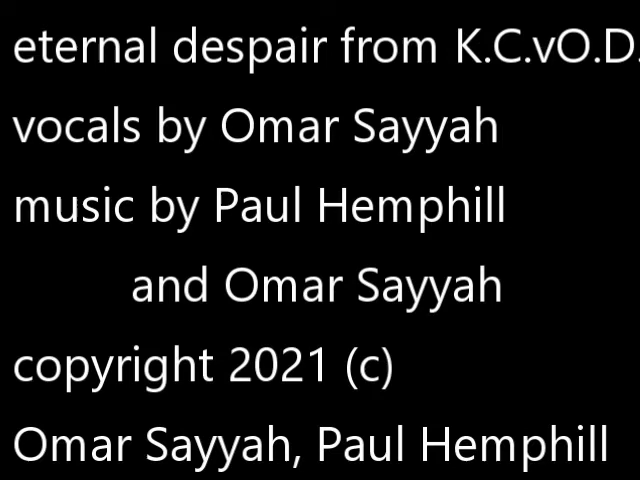 eternal despair from K.C.vO.D.
vocals by Omar Sayyah
music by Paul Hemphill
and Omar Sayyah
copyright 2021 (c)
Omar Sayyah, Paul Hemphill